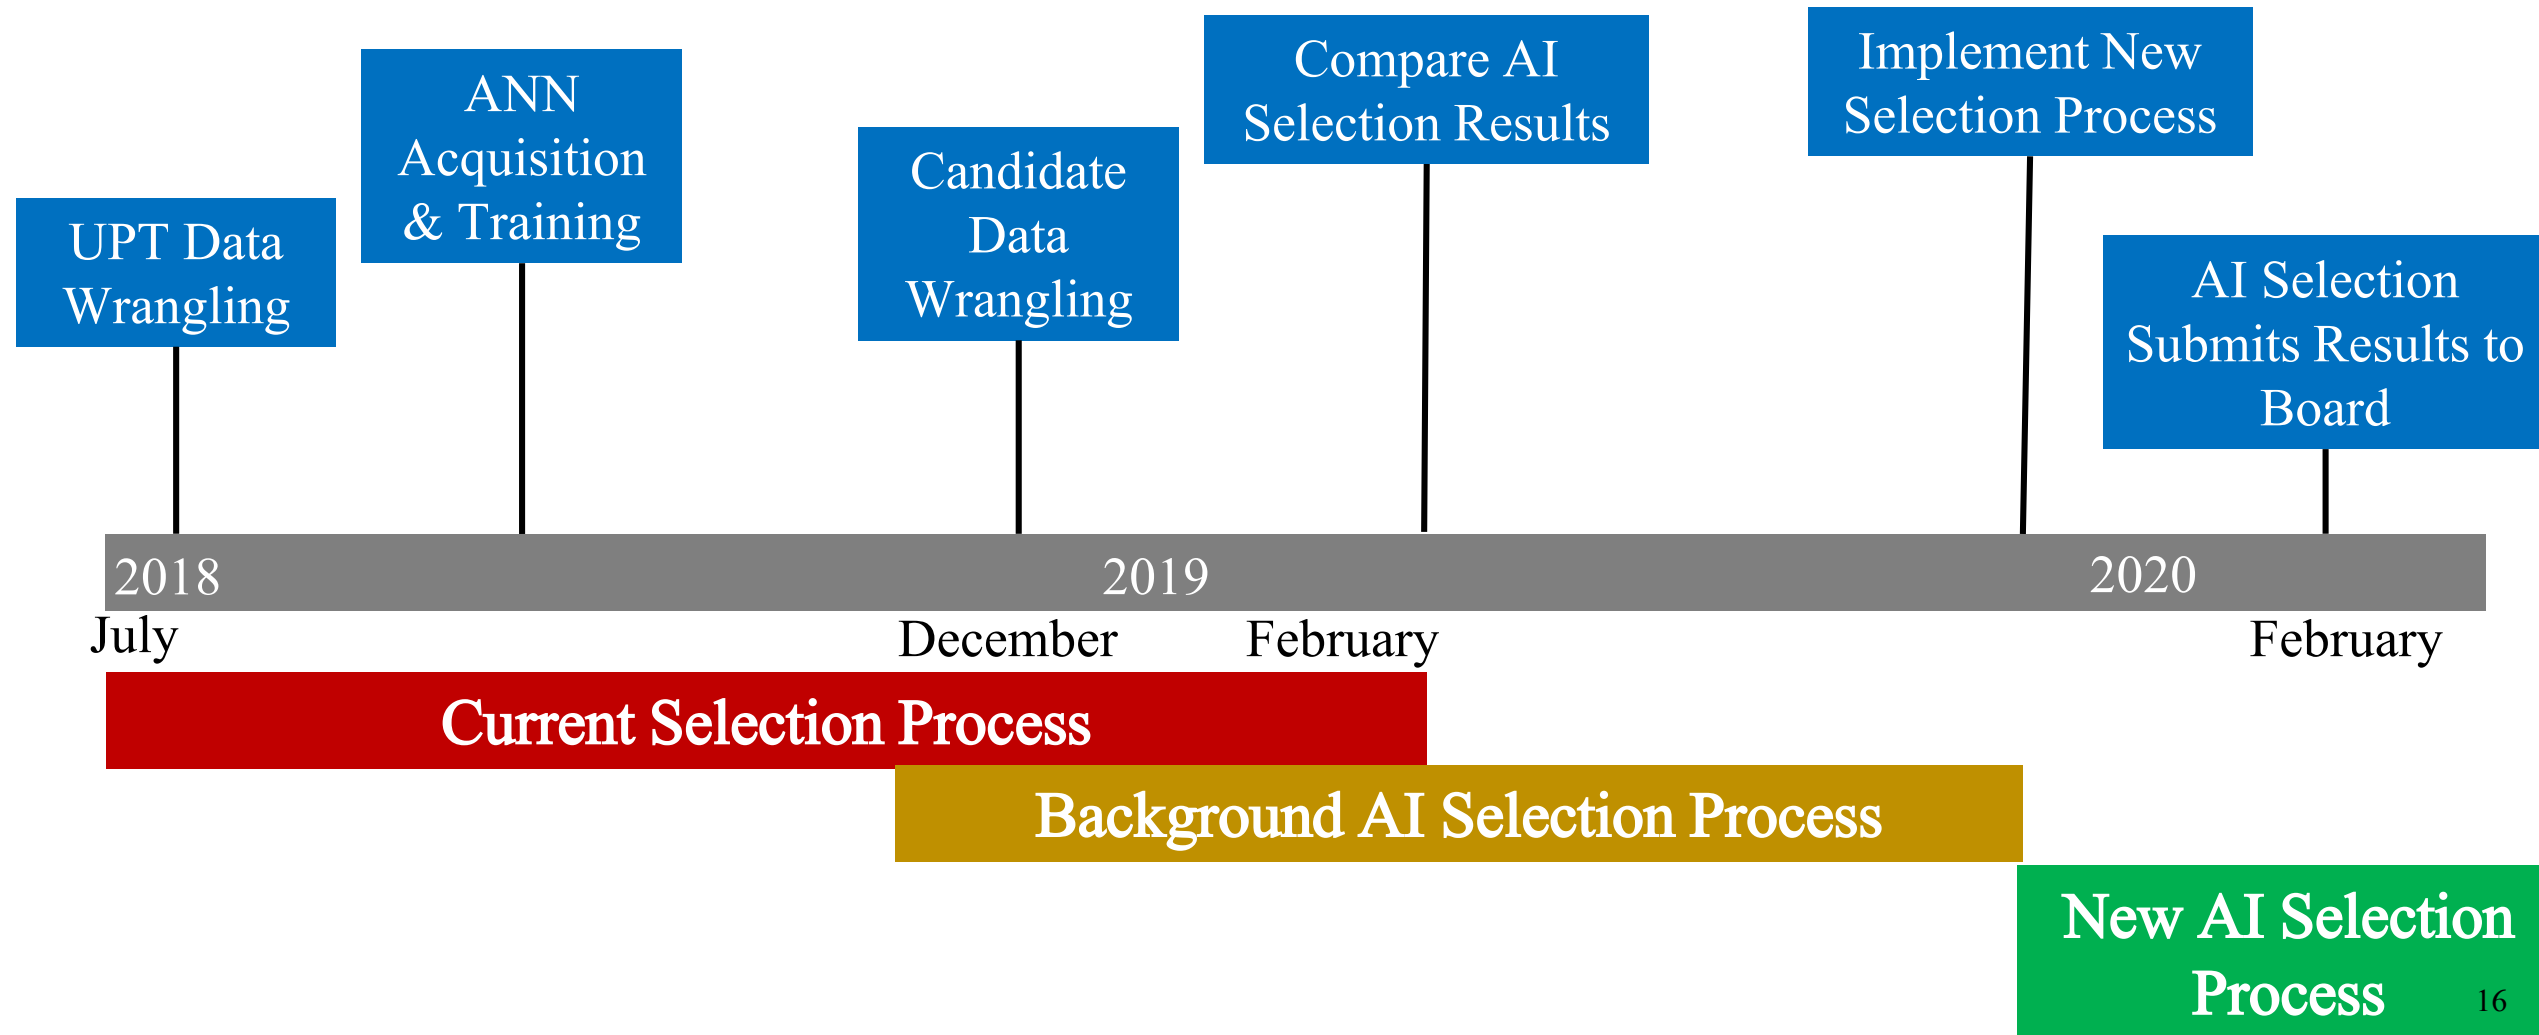 UPT Data
Wrangling
ANN
Acquisition
& Training
Candidate
Data
Wrangling
Compare AI
Selection Results
Implement New
Selection Process
AI Selection
Submits Results to
Board
2018
2019
2020
July
December
February
February
Current Selection Process
Background AI Selection Process
New AI Selection
Process
16